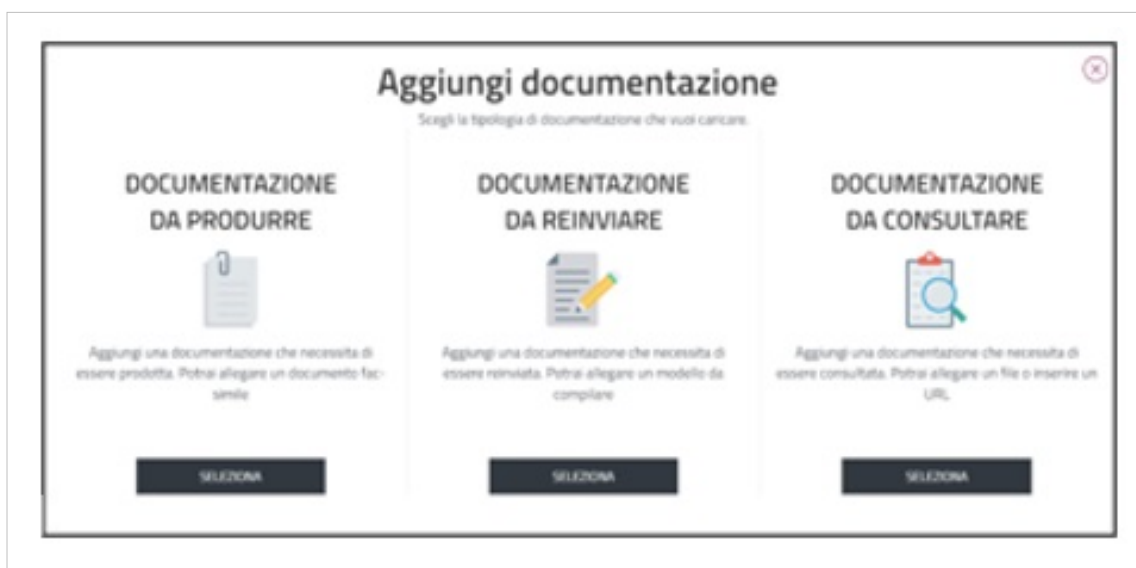 Aggiungi documentazione
Scegli la tipologia di documentazione che vuoi caricare.
DOCUMENTAZIONE
DA PRODURRE
Aggiungi una documentazione che necessita di
essere prodotta. Potrai allegare un documento fac-
simile
SELEZIONA
DOCUMENTAZIONE
DA REINVIARE
Aggiungi una documentazione che necessita di
essere reinviata. Potrai allegare un modello da
compilare
SELEZIONA
DOCUMENTAZIONE
DA CONSULTARE
Aggiungi una documentazione che necessita di
essere consultata. Potrai allegare un file o inserire un
URL
SELEZIONA